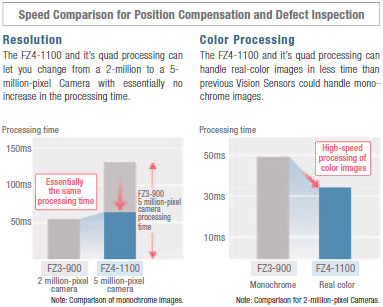 Speed Comparison for Position Compensation and Defect Inspection
Resolution
The FZ4-1100 and it's quad processing can
let you change from a 2-million to a 5-
million-pixel Camera with essentially no
increase in the processing time.
Processing time
150ms
100ms
50ms
Essentially
the same
processing time
FZ3-900
5 million-pixel
camera
processing
time
FZ3-900
FZ4-1100
2 million-pixel
camera
5 million-pixel
camera
Note: Comparison of monochrome images.
Color Processing
The FZ4-1100 and it's quad processing can
handle real-color images in less time than
previous Vision Sensors could handle mono-
chrome images.
Processing time
50ms
30ms
10ms
High-speed
processing of
color images
FZ3-900
FZ4-1100
Monochrome
Real color
Note: Comparison for 2-million-pixel Cameras.